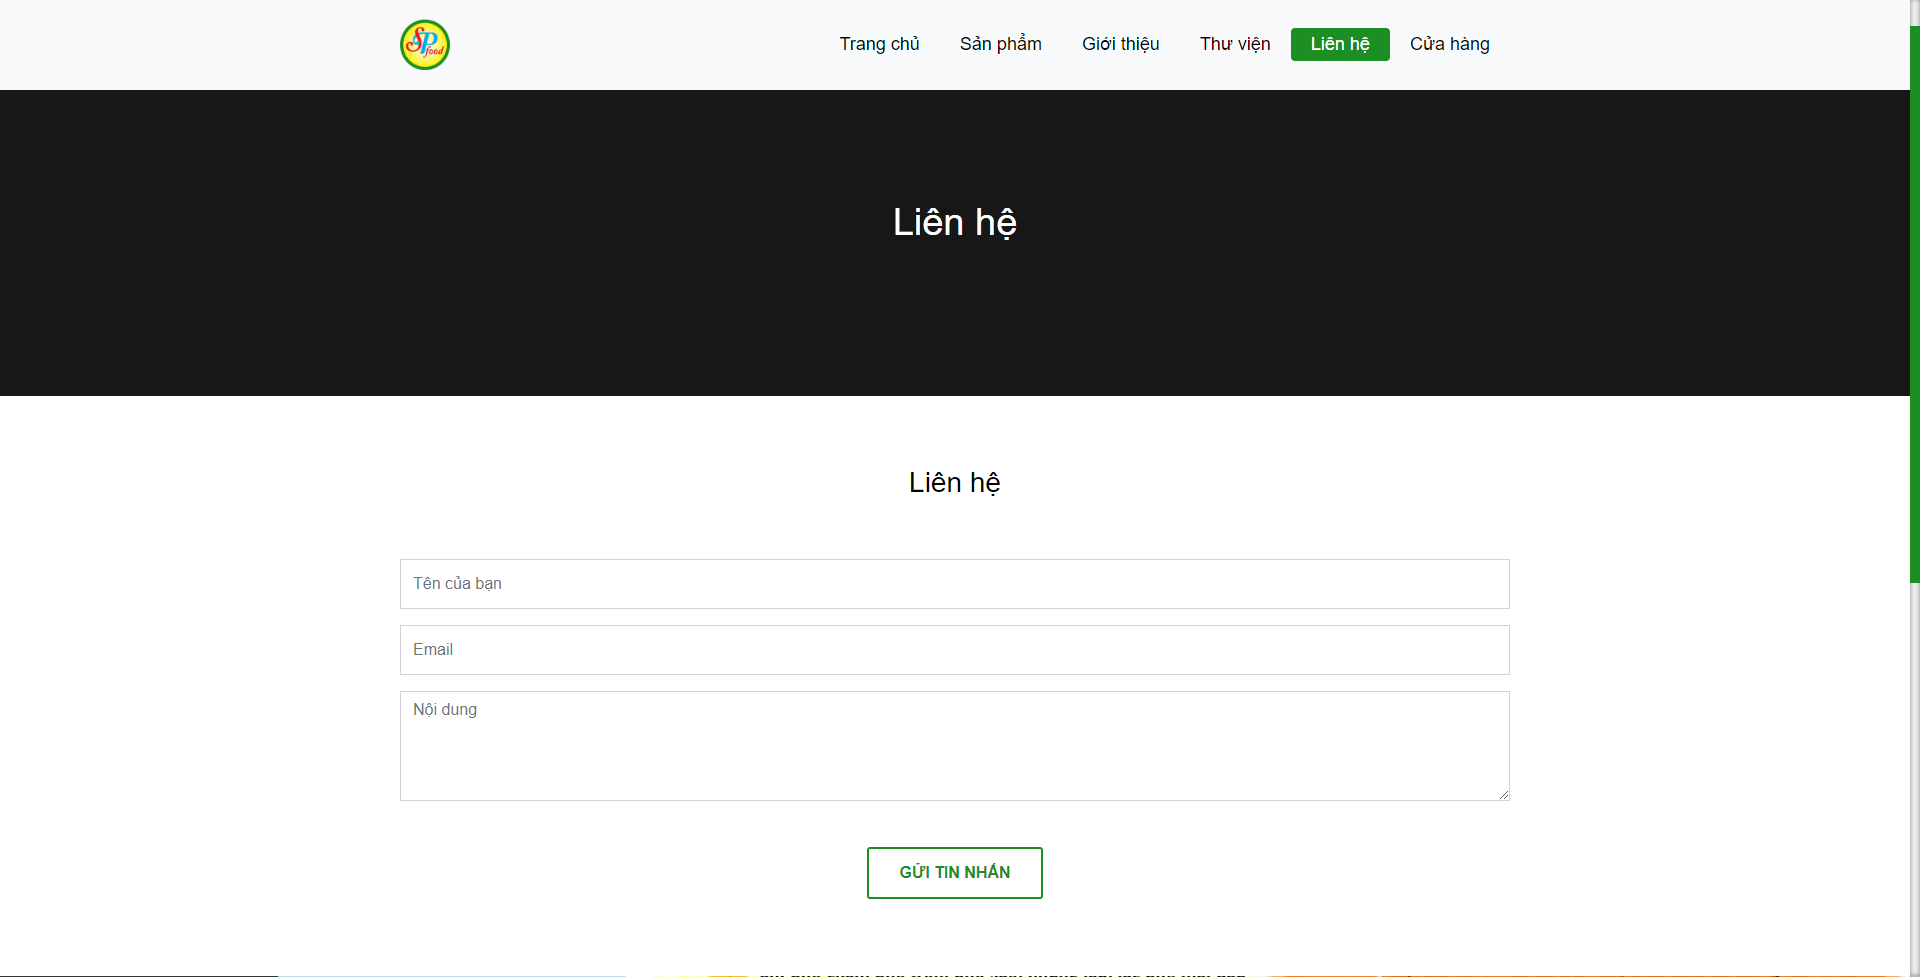 SP food
Trang chủ
Sản phẩm
Giới thiệu
Thư viện
Liên hệ
Cửa hàng
Liên hệ
Liên hệ
Tên của bạn
Email
Nội dung
GỬI TIN NHẮN